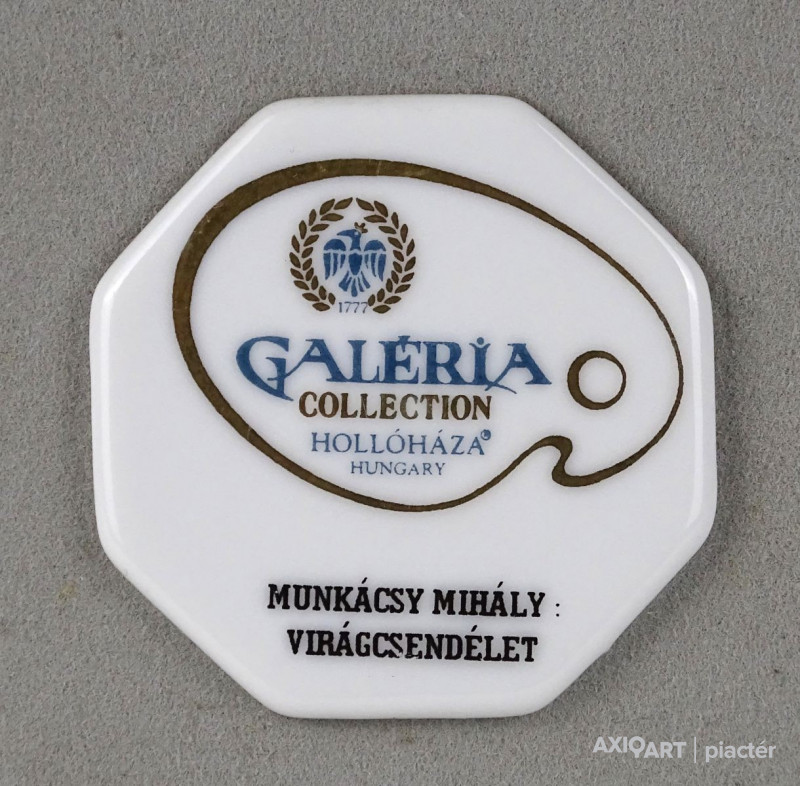 1777
GALÉRIA
COLLECTION
HOLLÓHÁZA®
HUNGARY
MUNKÁCSY MIHÁLY :
VIRÁGCSENDÉLET
AXIOART | piactér